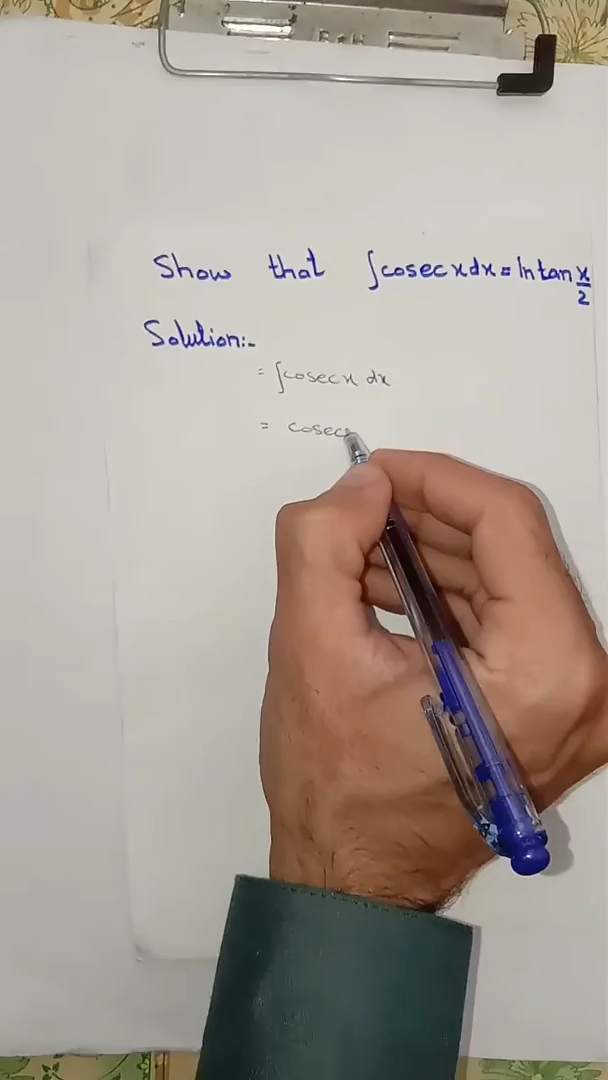 Show that ∫cosec x dx = ln tan x/2
Solution:-
= ∫cosec x dx
= cosec